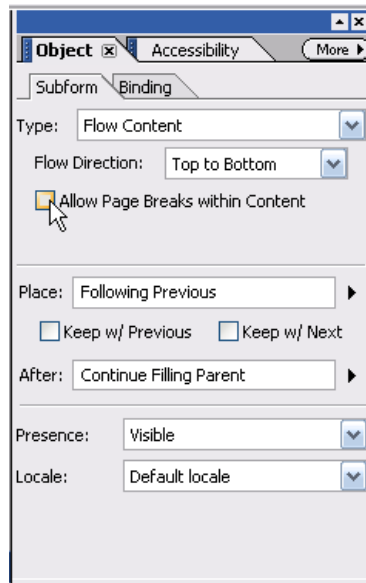 Object Accessibility More
Subform Binding
Type: Flow Content
Flow Direction: Top to Bottom
Allow Page Breaks within Content
Place: Following Previous
Keep w/ Previous Keep w/ Next
After: Continue Filling Parent
Presence: Visible
Locale: Default locale